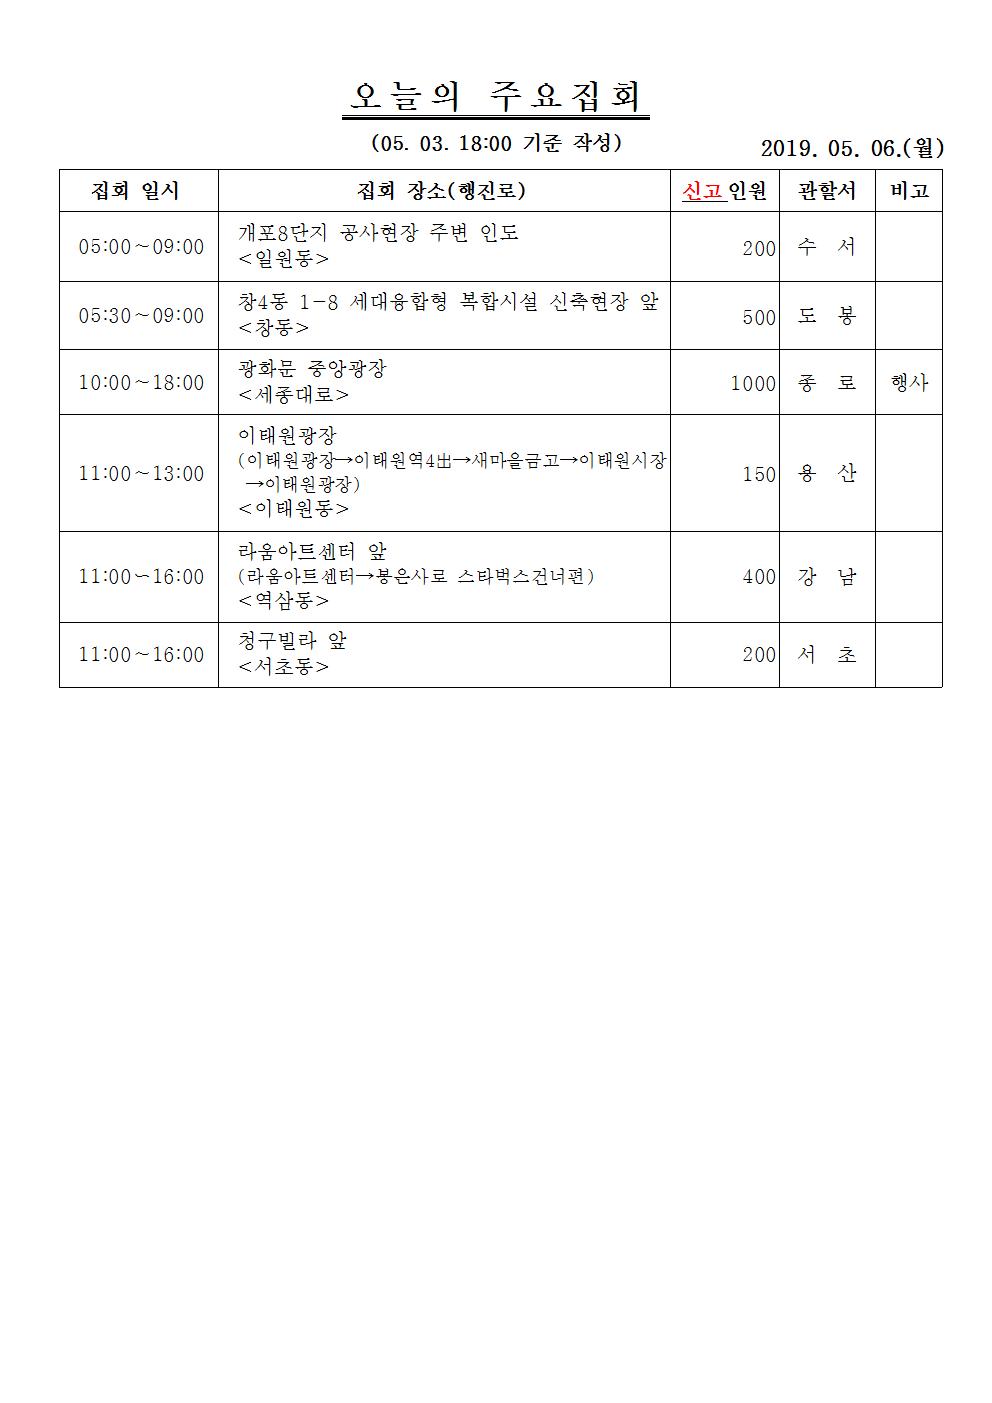 오늘의 주요집회
(05. 03. 18:00 기준 작성)
2019. 05. 06.(월)
집회 일시 집회 장소(행진로) 신고인원 관할서 비고
05:00~09:00 개포8단지 공사현장 주변 인도 200 수 서
<일원동>
05:30~09:00 창4동 1-8 세대융합형 복합시설 신축현장 앞 500 도 봉
<창동>
10:00~18:00 광화문 중앙광장 1000 종 로 행사
<세종대로>
11:00~13:00 이태원광장 150 용 산
(이태원광장→이태원역4出→새마을금고→이태원시장
→이태원광장)
<이태원동>
11:00~16:00 라움아트센터 앞 400 강 남
(라움아트센터→봉은사로 스타벅스건너편)
<역삼동>
11:00~16:00 청구빌라 앞 200 서 초
<서초동>